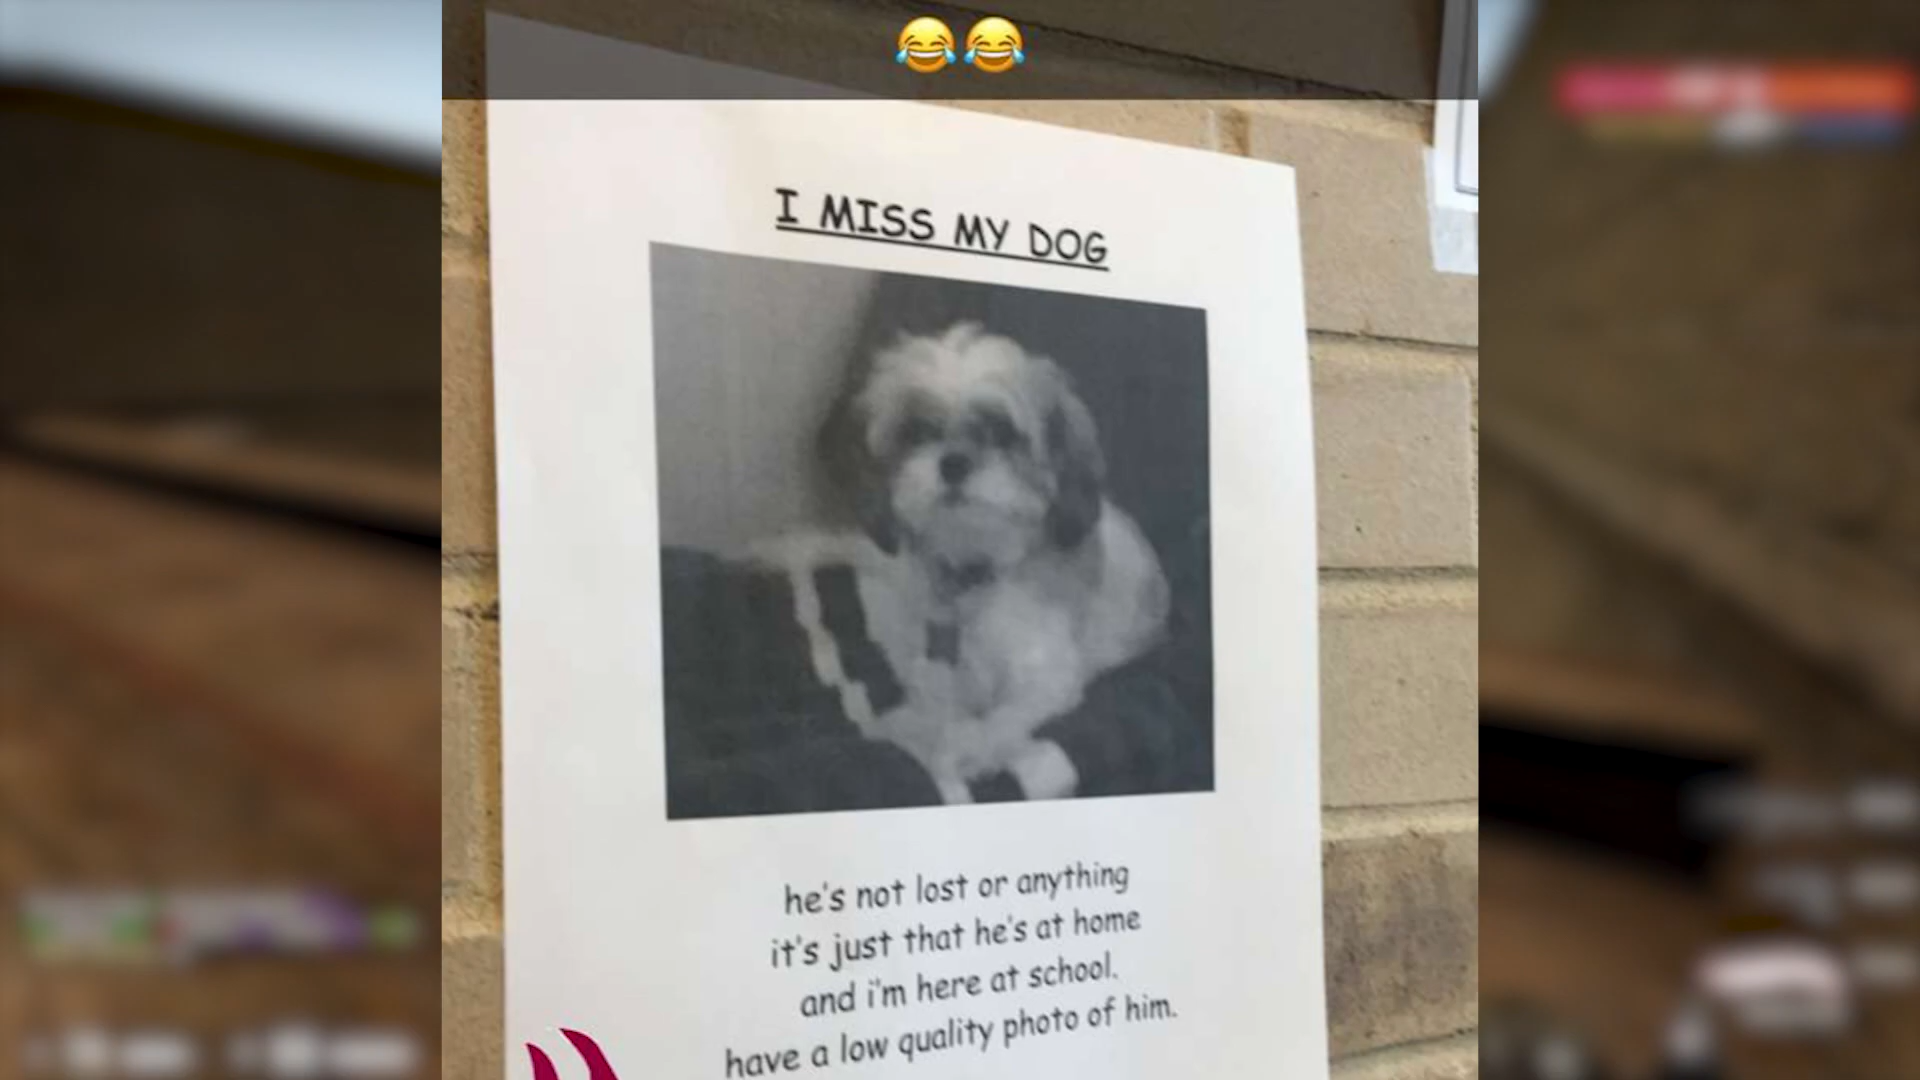 😂😂
I MISS MY DOG
he's not lost or anything
it's just that he's at home
and i'm here at school.
have a low quality photo of him.